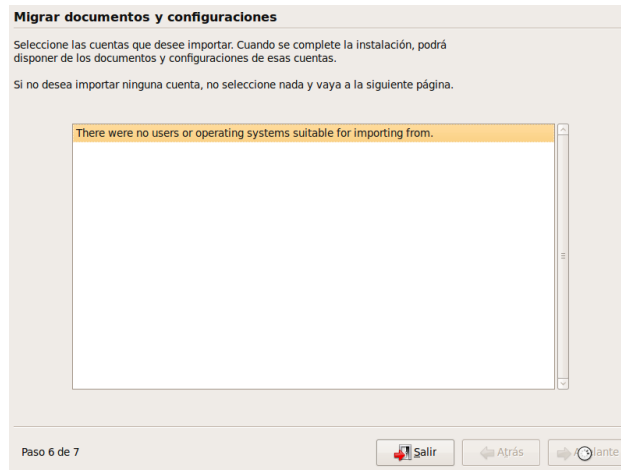 Migrar documentos y configuraciones
Seleccione las cuentas que desee importar. Cuando se complete la instalación, podrá
disponer de los documentos y configuraciones de esas cuentas.
Si no desea importar ninguna cuenta, no seleccione nada y vaya a la siguiente página.
There were no users or operating systems suitable for importing from.
Paso 6 de 7
Salir
Atrás